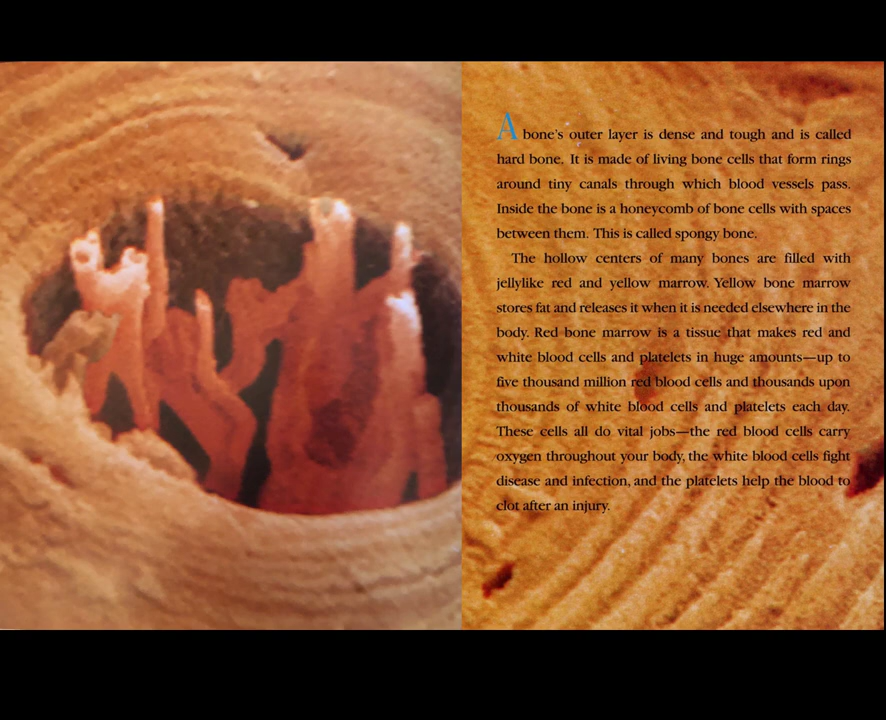 A bone's outer layer is dense and tough and is called
hard bone. It is made of living bone cells that form rings
around tiny canals through which blood vessels pass.
Inside the bone is a honeycomb of bone cells with spaces
between them. This is called spongy bone.
The hollow centers of many bones are filled with
jellylike red and yellow marrow. Yellow bone marrow
stores fat and releases it when it is needed elsewhere in the
body. Red bone marrow is a tissue that makes red and
white blood cells and platelets in huge amounts—up to
five thousand million red blood cells and thousands upon
thousands of white blood cells and platelets each day.
These cells all do vital jobs—the red blood cells carry
oxygen throughout your body, the white blood cells fight
disease and infection, and the platelets help the blood to
clot after an injury.